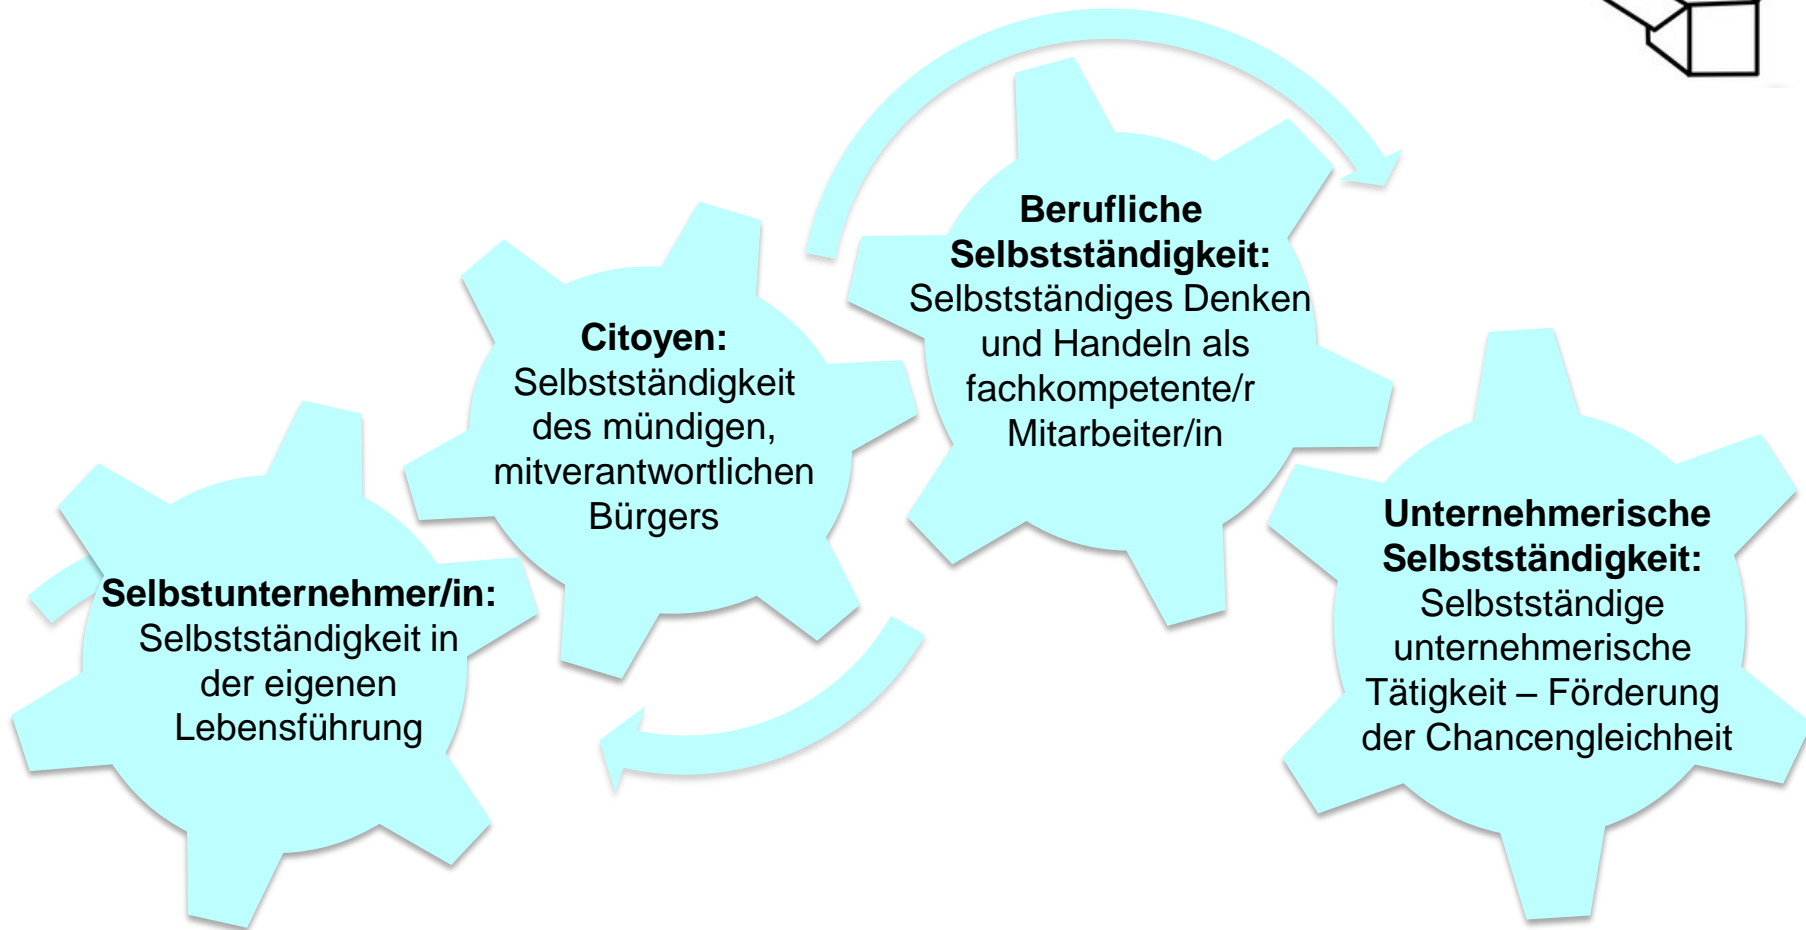 Selbstunternehmer/in:
Selbstständigkeit in
der eigenen
Lebensführung
Citoyen:
Selbstständigkeit
des mündigen,
mitverantwortlichen
Bürgers
Berufliche
Selbstständigkeit:
Selbstständiges Denken
und Handeln als
fachkompetente/r
Mitarbeiter/in
Unternehmerische
Selbstständigkeit:
Selbstständige
unternehmerische
Tätigkeit – Förderung
der Chancengleichheit